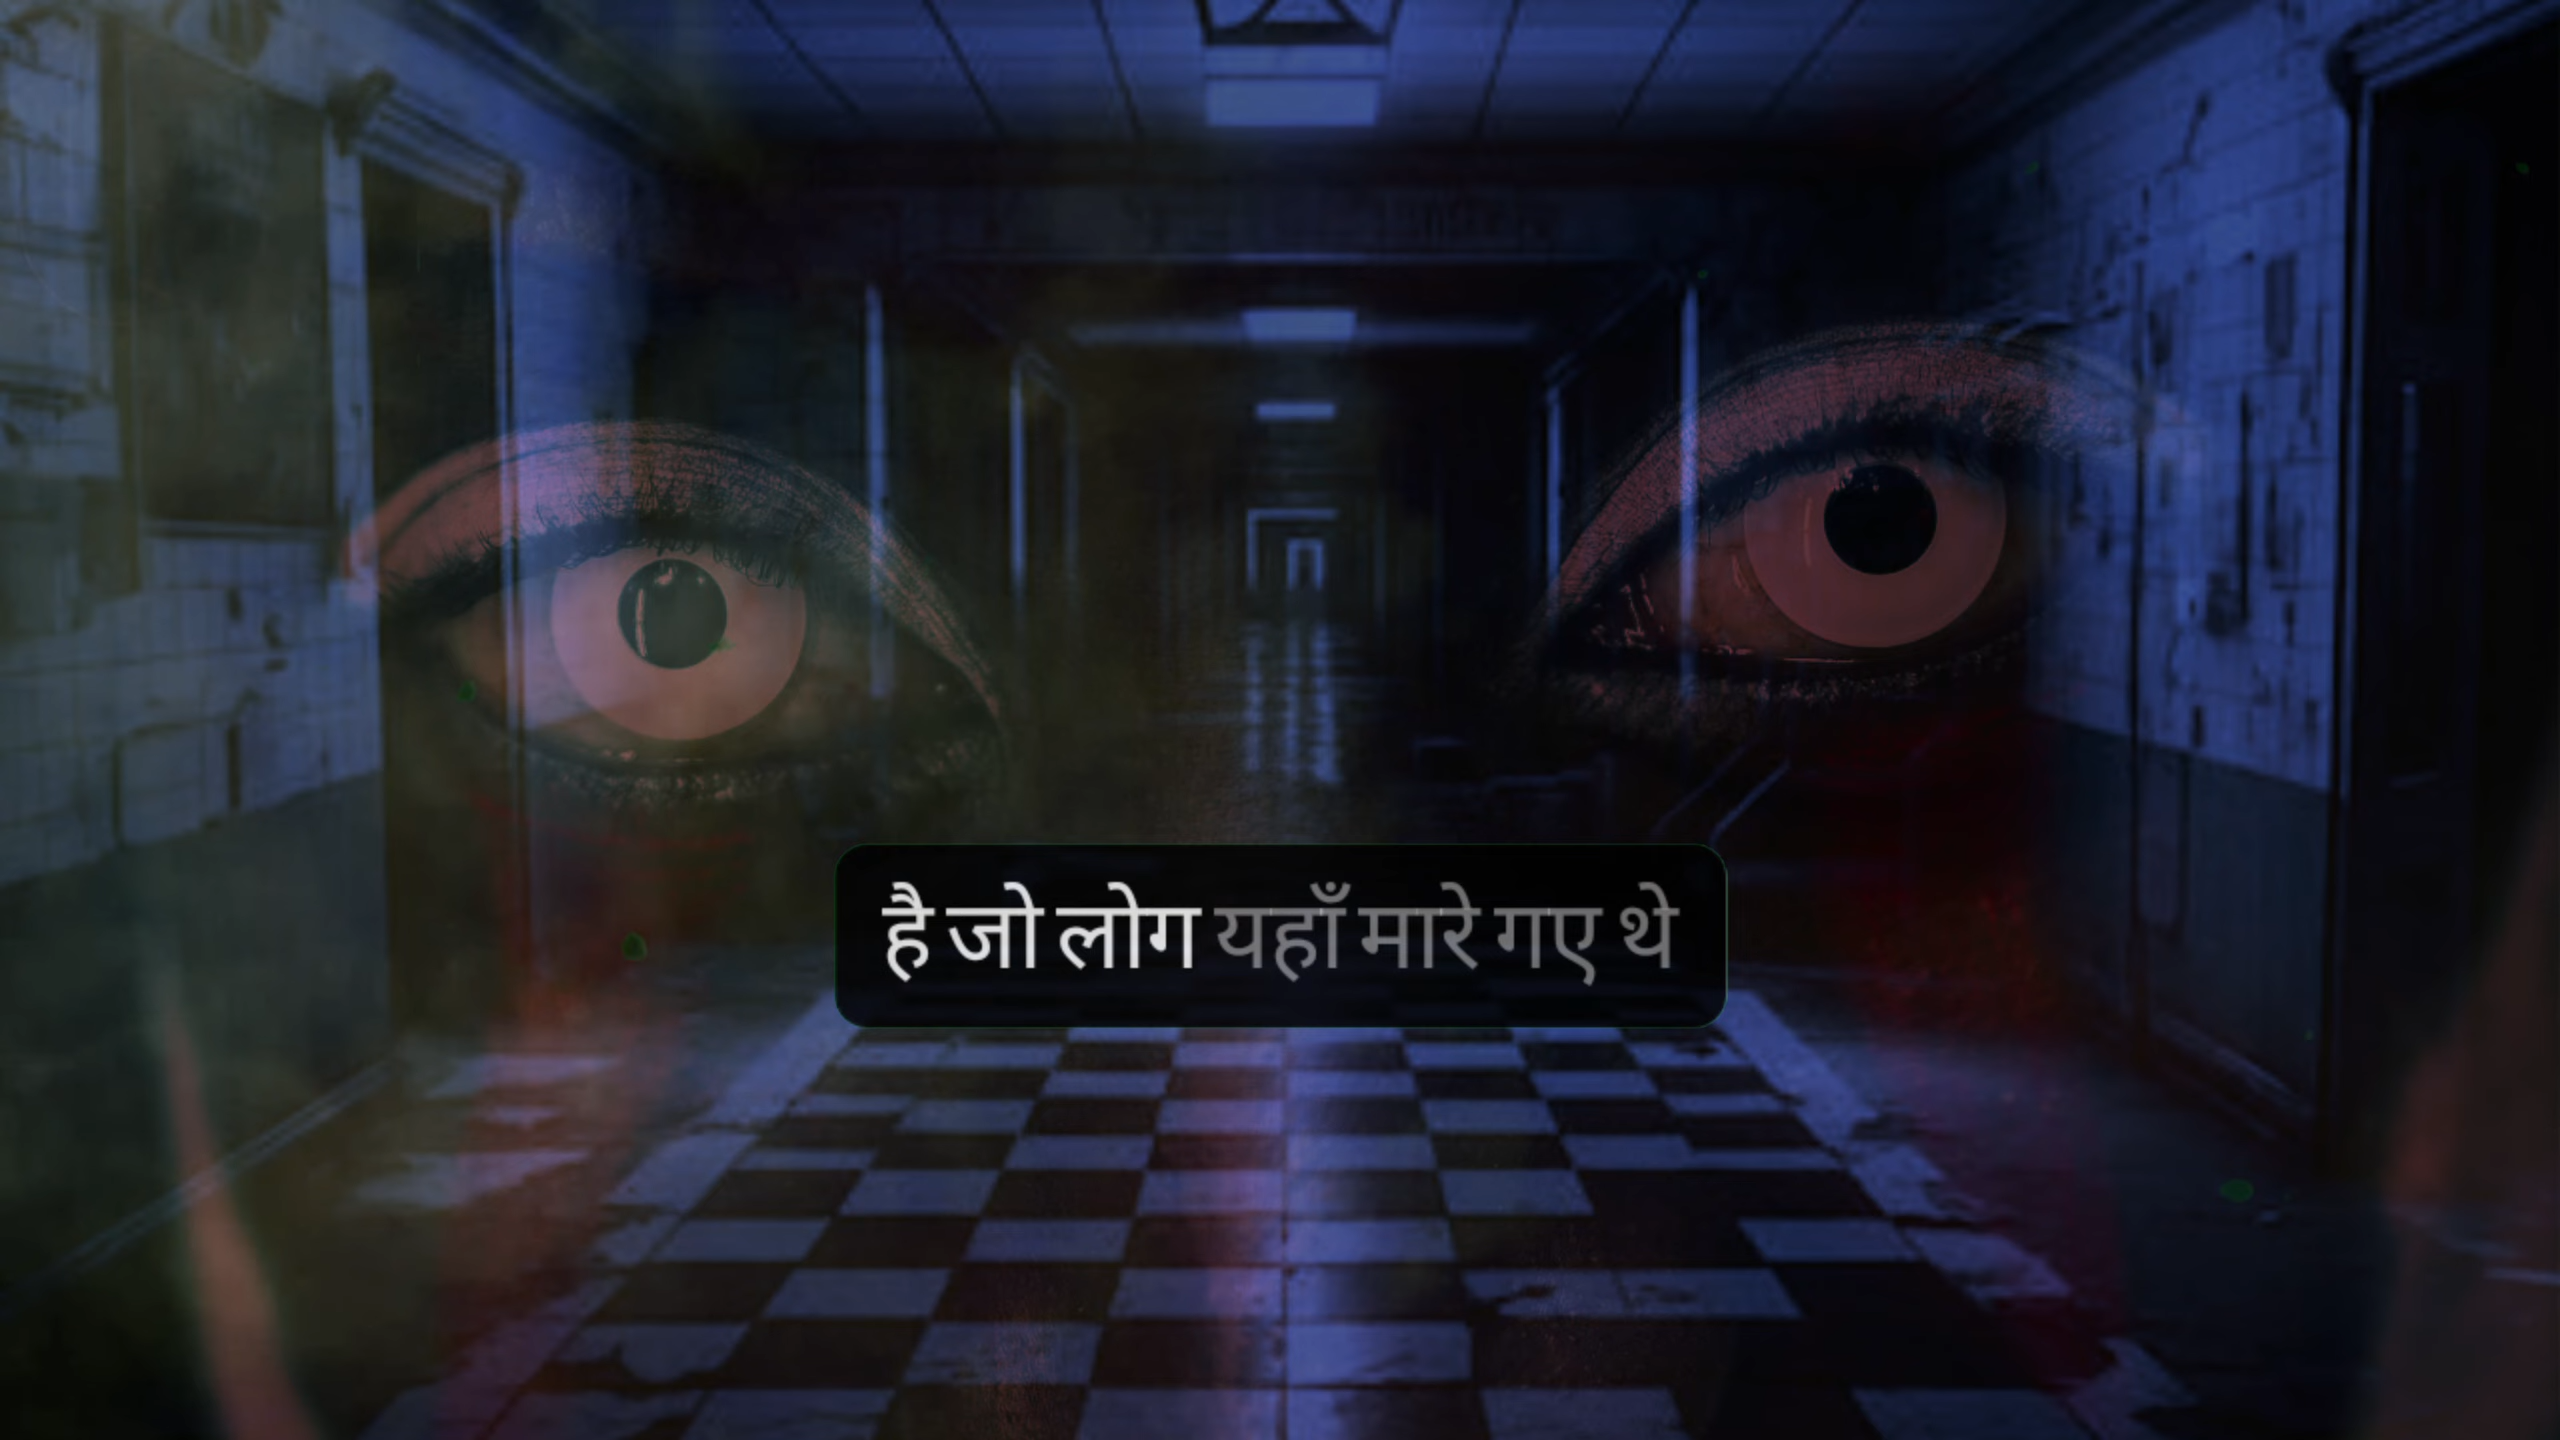 है जो लोग यहाँ मारे गए थे